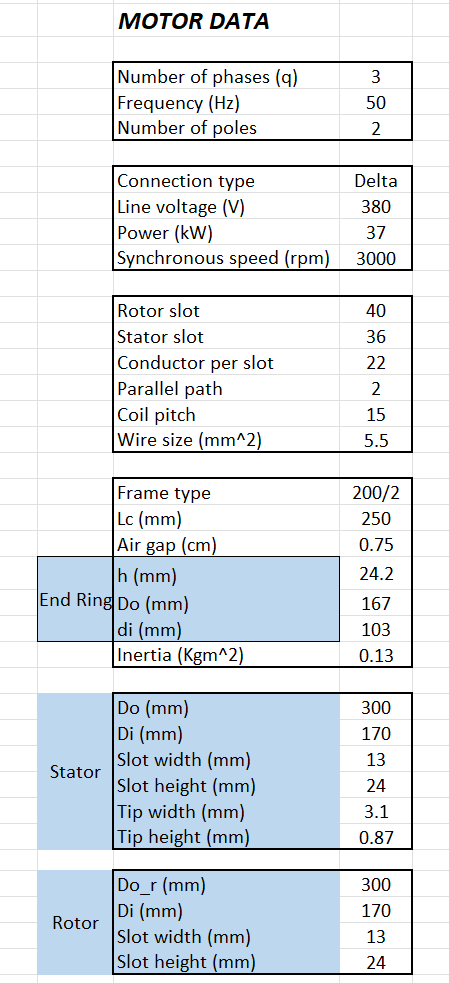 MOTOR DATA
Number of phases (q) 3
Frequency (Hz) 50
Number of poles 2
Connection type Delta
Line voltage (V) 380
Power (kW) 37
Synchronous speed (rpm) 3000
Rotor slot 40
Stator slot 36
Conductor per slot 22
Parallel path 2
Coil pitch 15
Wire size (mm^2) 5.5
Frame type 200/2
Lc (mm) 250
Air gap (cm) 0.75
h (mm) 24.2
End Ring Do (mm) 167
di (mm) 103
Inertia (Kgm^2) 0.13
Do (mm) 300
Di (mm) 170
Slot width (mm) 13
Stator
Slot height (mm) 24
Tip width (mm) 3.1
Tip height (mm) 0.87
Do_r (mm) 300
Di (mm) 170
Rotor
Slot width (mm) 13
Slot height (mm) 24